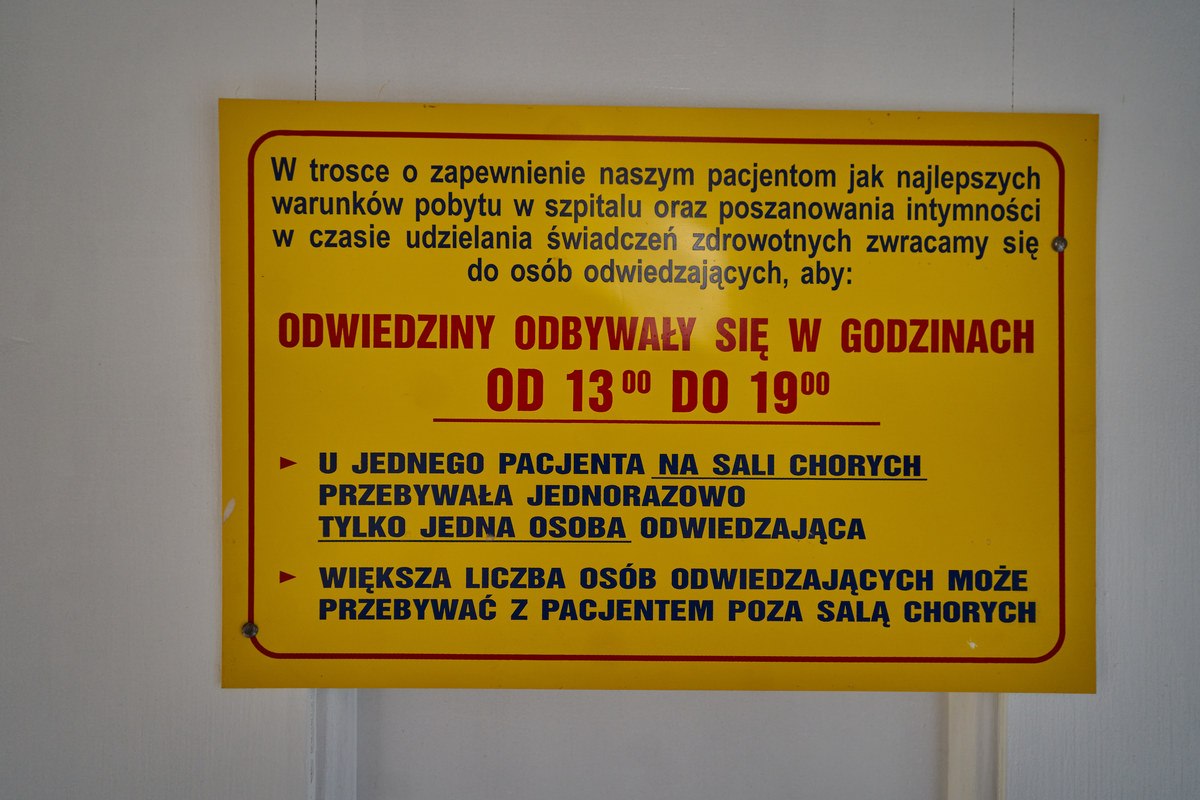 W trosce o zapewnienie naszym pacjentom jak najlepszych
warunków pobytu w szpitalu oraz poszanowania intymności
w czasie udzielania świadczeń zdrowotnych zwracamy się
do osób odwiedzających, aby:
ODWIEDZINY ODBYWAŁY SIĘ W GODZINACH
OD 13⁰⁰ DO 19⁰⁰
► U JEDNEGO PACJENTA NA SALI CHORYCH
PRZEBYWAŁA JEDNORAZOWO
TYLKO JEDNA OSOBA ODWIEDZAJĄCA
► WIĘKSZA LICZBA OSÓB ODWIEDZAJĄCYCH MOŻE
PRZEBYWAĆ Z PACJENTEM POZA SALĄ CHORYCH